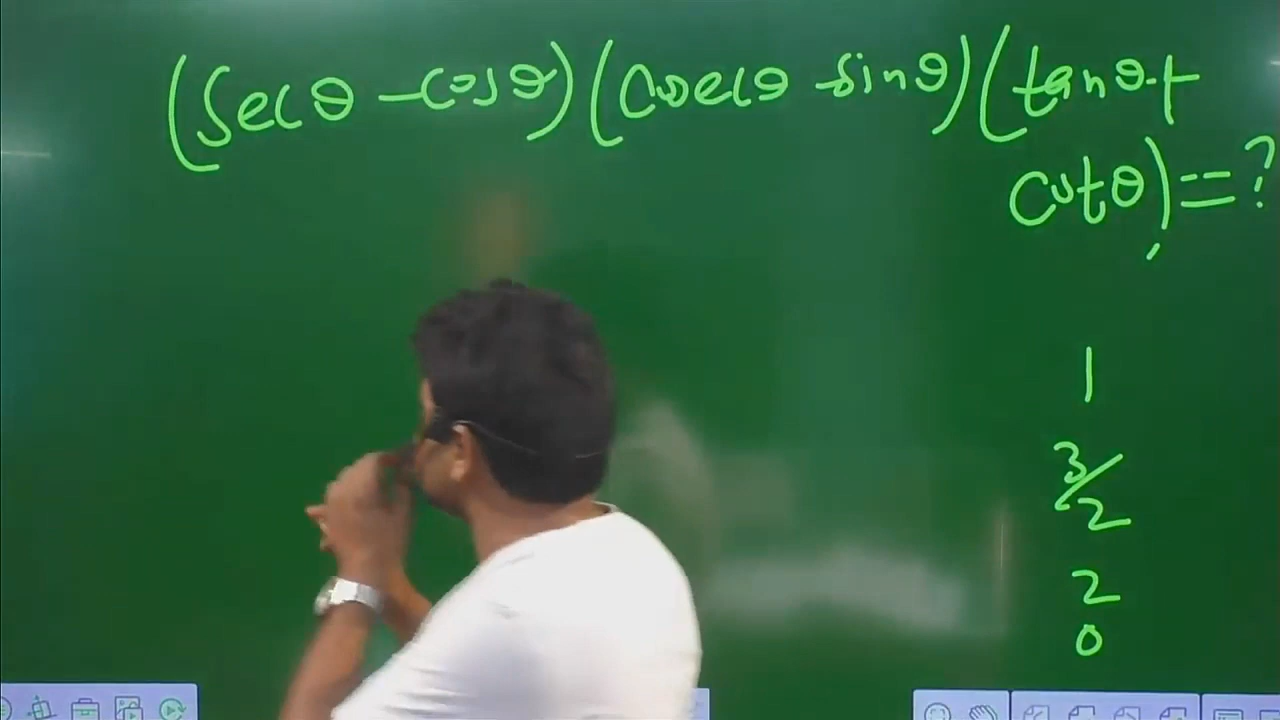 (Secθ - cosθ) (Cosecθ - sinθ) (tanθ +
cotθ) = ?
1
3/2
2
0